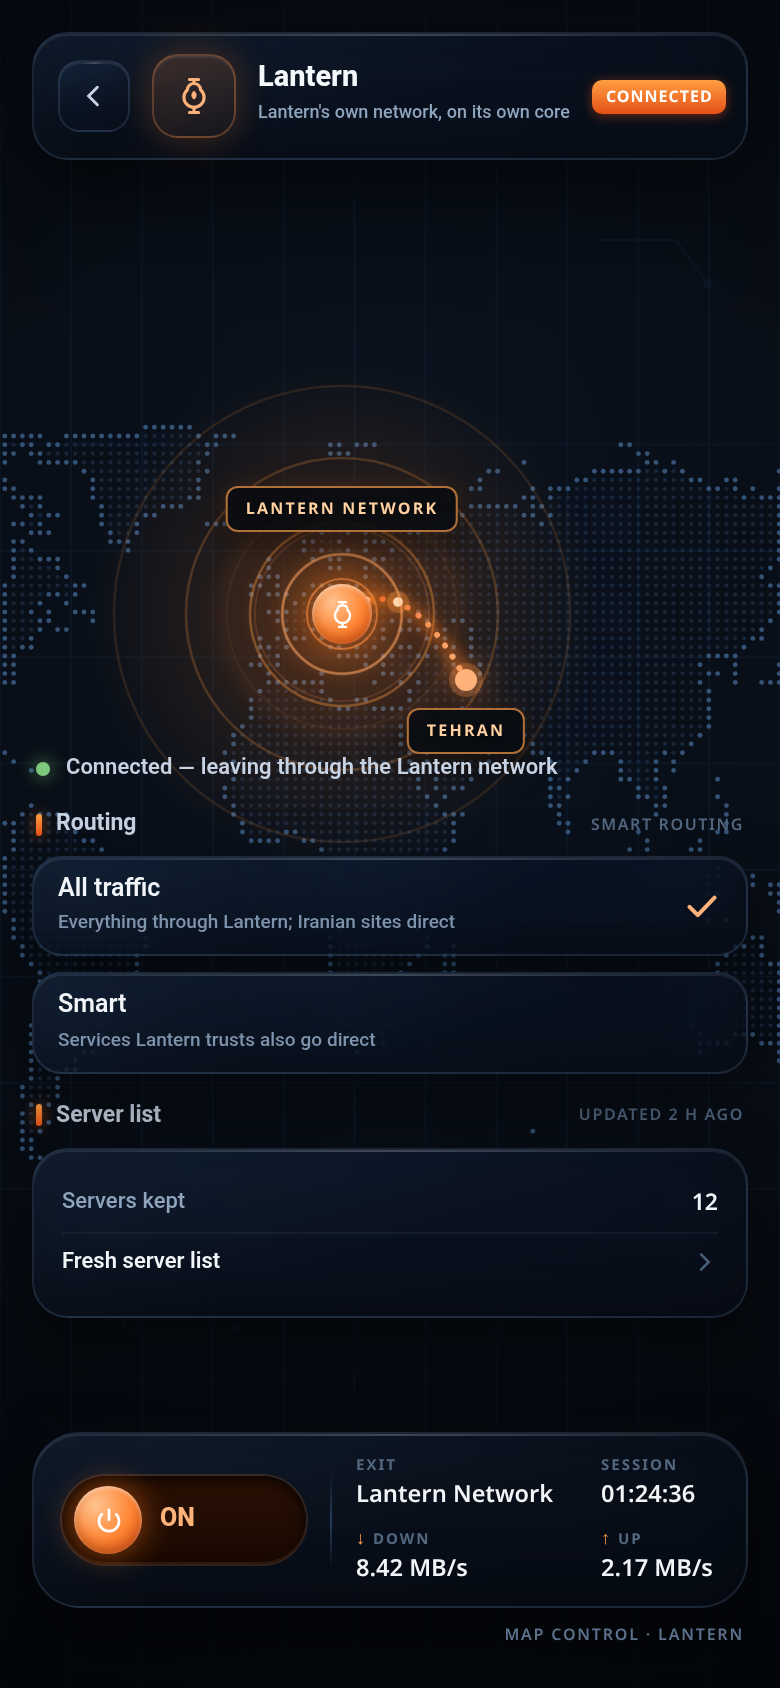 Lantern
Lantern's own network, on its own core
CONNECTED
LANTERN NETWORK
TEHRAN
Connected — leaving through the Lantern network
Routing
SMART ROUTING
All traffic
Everything through Lantern; Iranian sites direct
Smart
Services Lantern trusts also go direct
Server list
UPDATED 2 H AGO
Servers kept
12
Fresh server list
ON
EXIT
Lantern Network
SESSION
01:24:36
↓ DOWN
8.42 MB/s
↑ UP
2.17 MB/s
MAP CONTROL · LANTERN